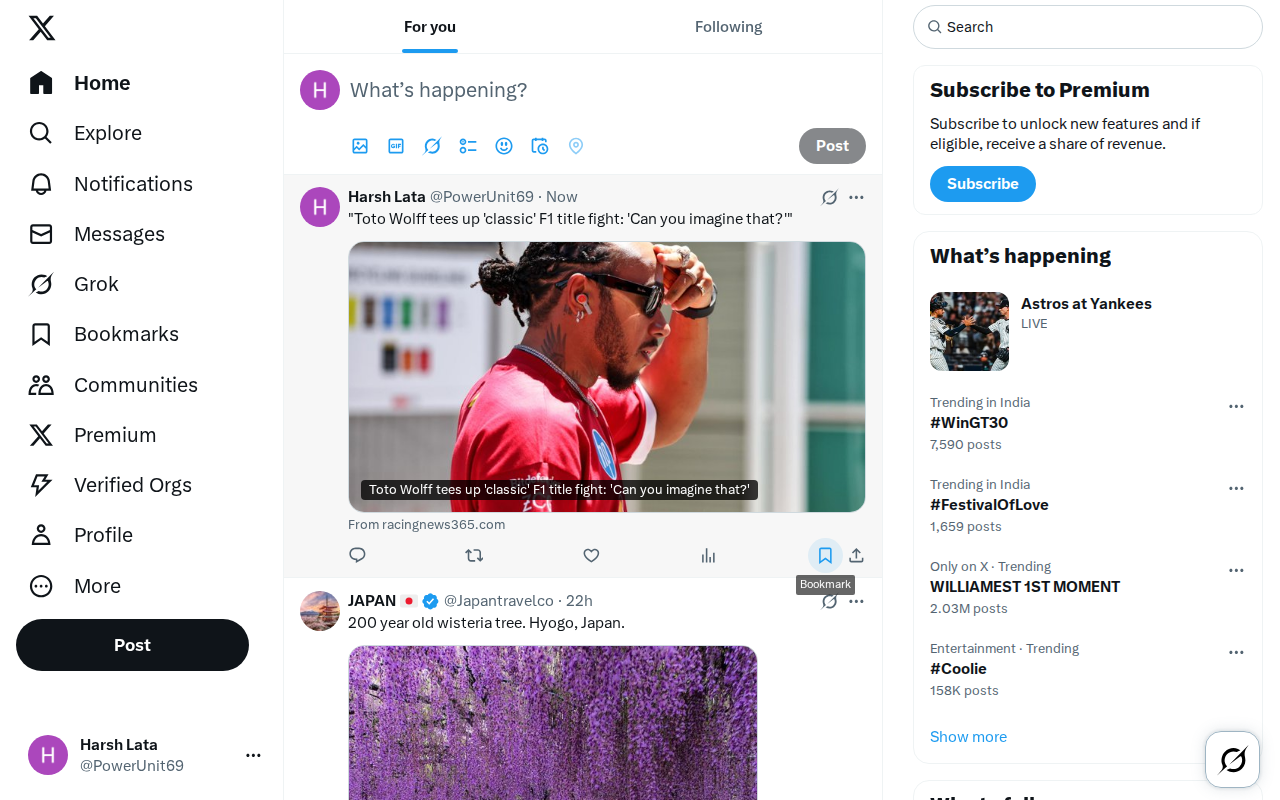 Home
Explore
Notifications
Messages
Grok
Bookmarks
Communities
Premium
Verified Orgs
Profile
More
Post
H
Harsh Lata
@PowerUnit69
For you
Following
H
What's happening?
GIF
Post
H
Harsh Lata @PowerUnit69 · Now
"Toto Wolff tees up 'classic' F1 title fight: 'Can you imagine that?'"
Toto Wolff tees up 'classic' F1 title fight: 'Can you imagine that?'
From racingnews365.com
Bookmark
JAPAN @Japantravelco · 22h
200 year old wisteria tree. Hyogo, Japan.
Search
Subscribe to Premium
Subscribe to unlock new features and if
eligible, receive a share of revenue.
Subscribe
What's happening
Astros at Yankees
LIVE
Trending in India
#WinGT30
7,590 posts
Trending in India
#FestivalOfLove
1,659 posts
Only on X · Trending
WILLIAMEST 1ST MOMENT
2.03M posts
Entertainment · Trending
#Coolie
158K posts
Show more